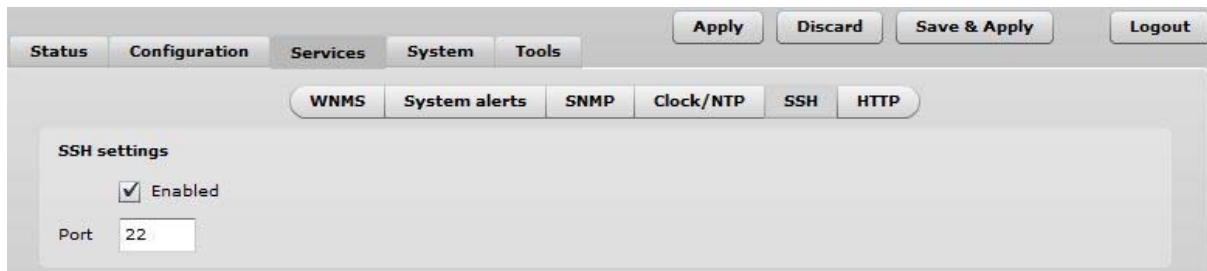 Apply Discard Save & Apply Logout
Status Configuration Services System Tools
WNMS System alerts SNMP Clock/NTP SSH HTTP
SSH settings
Enabled
Port 22